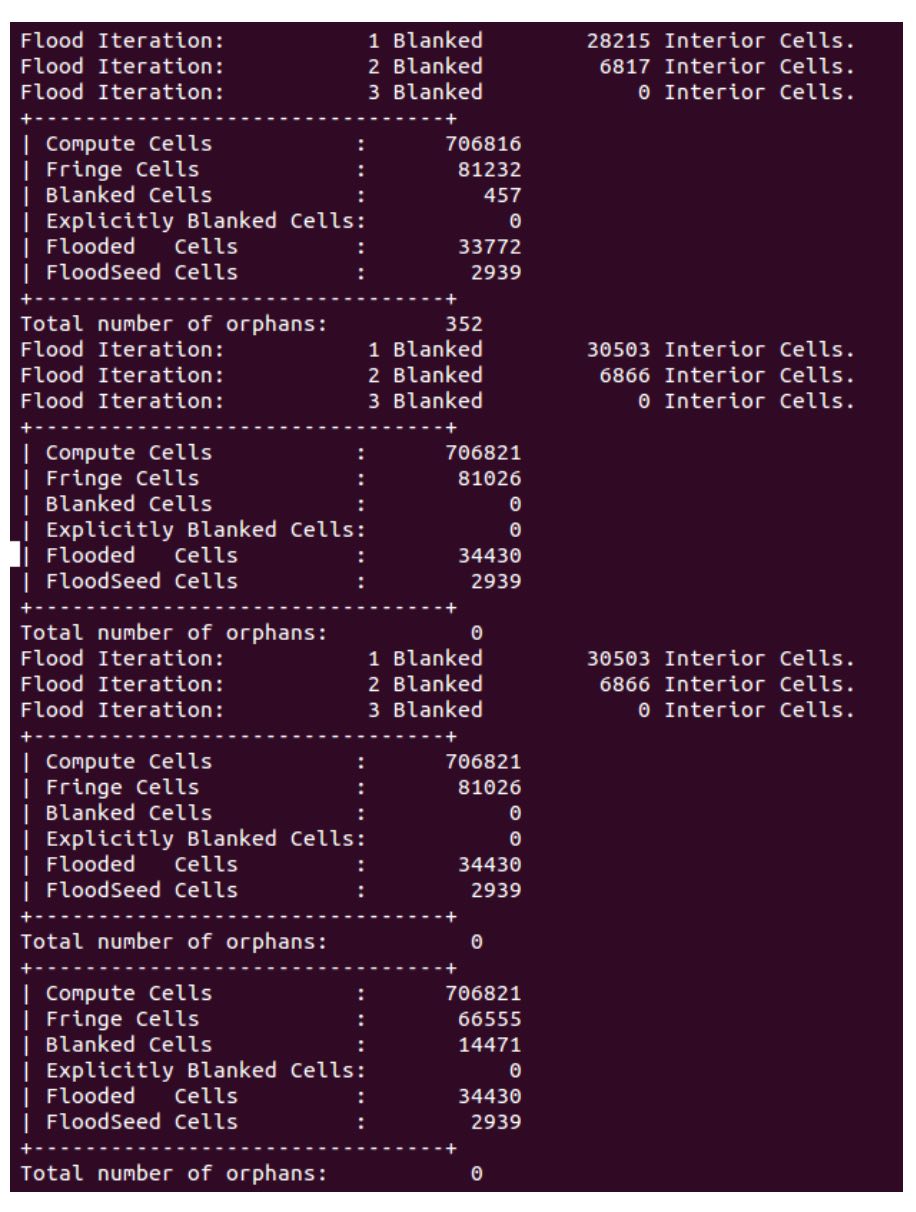 Flood Iteration:                 1 Blanked        28215 Interior Cells.
Flood Iteration:                 2 Blanked         6817 Interior Cells.
Flood Iteration:                 3 Blanked            0 Interior Cells.
+--------------------------------+
| Compute Cells           :      706816
| Fringe Cells            :       81232
| Blanked Cells           :         457
| Explicitly Blanked Cells:           0
| Flooded   Cells         :       33772
| FloodSeed Cells         :        2939
+--------------------------------+
Total number of orphans:         352
Flood Iteration:                 1 Blanked        30503 Interior Cells.
Flood Iteration:                 2 Blanked         6866 Interior Cells.
Flood Iteration:                 3 Blanked            0 Interior Cells.
+--------------------------------+
| Compute Cells           :      706821
| Fringe Cells            :       81026
| Blanked Cells           :           0
| Explicitly Blanked Cells:           0
| Flooded   Cells         :       34430
| FloodSeed Cells         :        2939
+--------------------------------+
Total number of orphans:           0
Flood Iteration:                 1 Blanked        30503 Interior Cells.
Flood Iteration:                 2 Blanked         6866 Interior Cells.
Flood Iteration:                 3 Blanked            0 Interior Cells.
+--------------------------------+
| Compute Cells           :      706821
| Fringe Cells            :       81026
| Blanked Cells           :           0
| Explicitly Blanked Cells:           0
| Flooded   Cells         :       34430
| FloodSeed Cells         :        2939
+--------------------------------+
Total number of orphans:           0
+--------------------------------+
| Compute Cells           :      706821
| Fringe Cells            :       66555
| Blanked Cells           :       14471
| Explicitly Blanked Cells:           0
| Flooded   Cells         :       34430
| FloodSeed Cells         :        2939
+--------------------------------+
Total number of orphans:           0